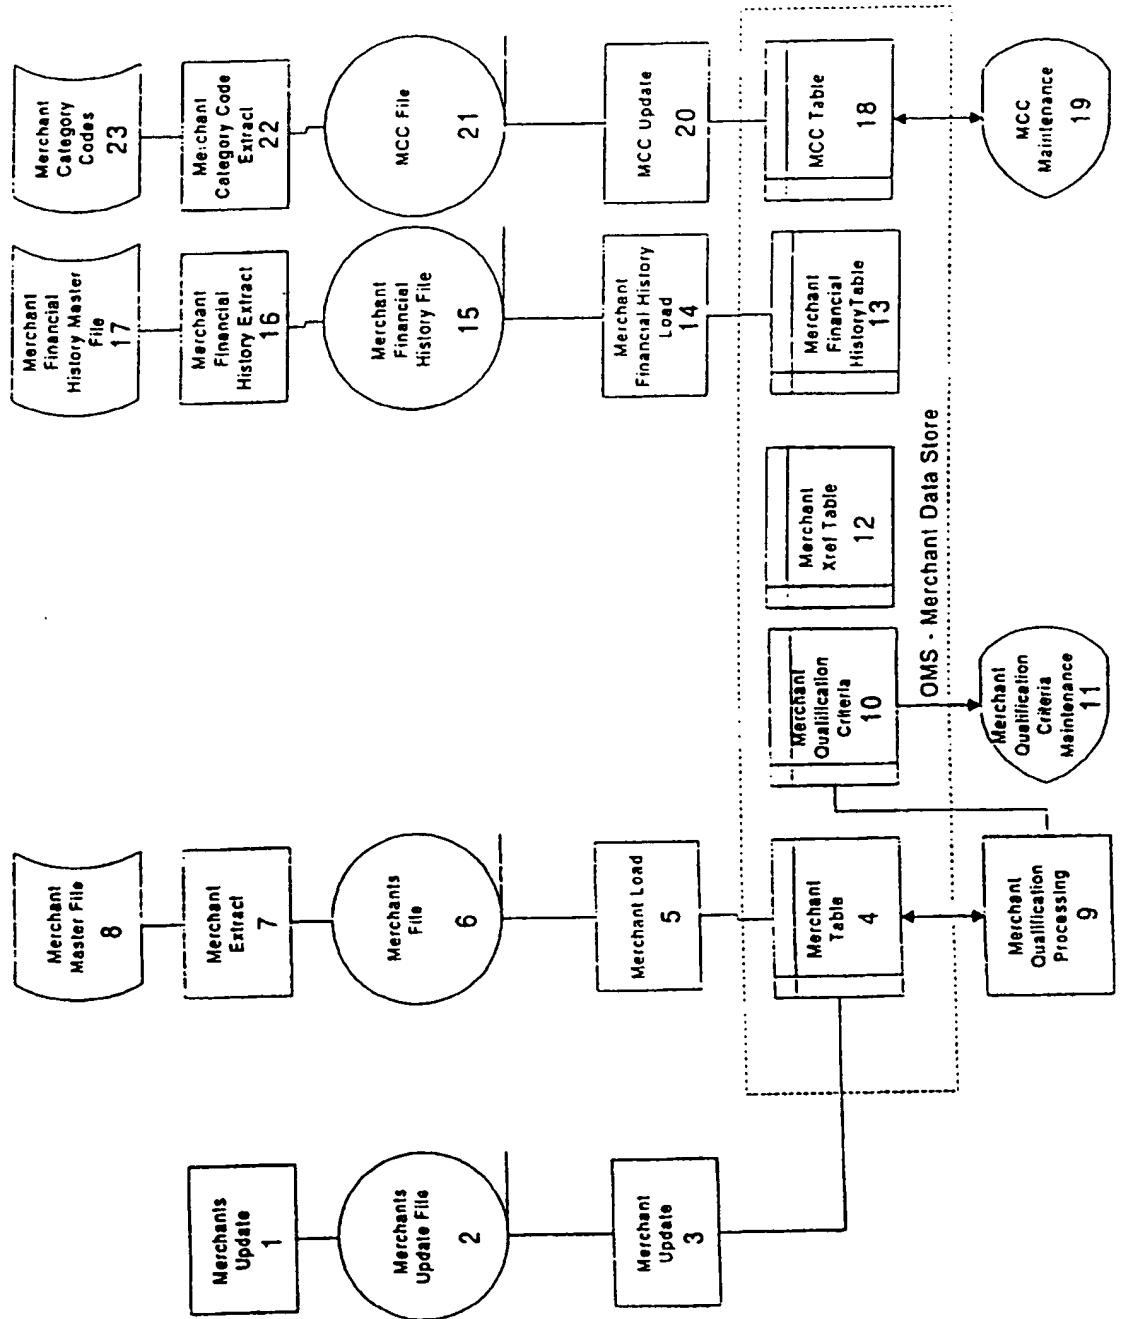 Merchants
Update
1
Merchants
Update File
2
Merchant
Update
3
Merchant
Master File
8
Merchant
Extract
7
Merchants
File
6
Merchant Load
5
Merchant
Table
4
Merchant
Qualification
Processing
9
Merchant
Qualification
Criteria
10
Merchant
Qualification
Criteria
Maintenance
11
Merchant
Xref Table
12
OMS - Merchant Data Store
Merchant
Financial
History Master
File
17
Merchant
Financial
History Extract
16
Merchant
Financial
History File
15
Merchant
Financial History
Load
14
Merchant
Financial
History Table
13
Merchant
Category
Codes
23
Merchant
Category Code
Extract
22
MCC File
21
MCC Update
20
MCC Table
18
MCC
Maintenance
19